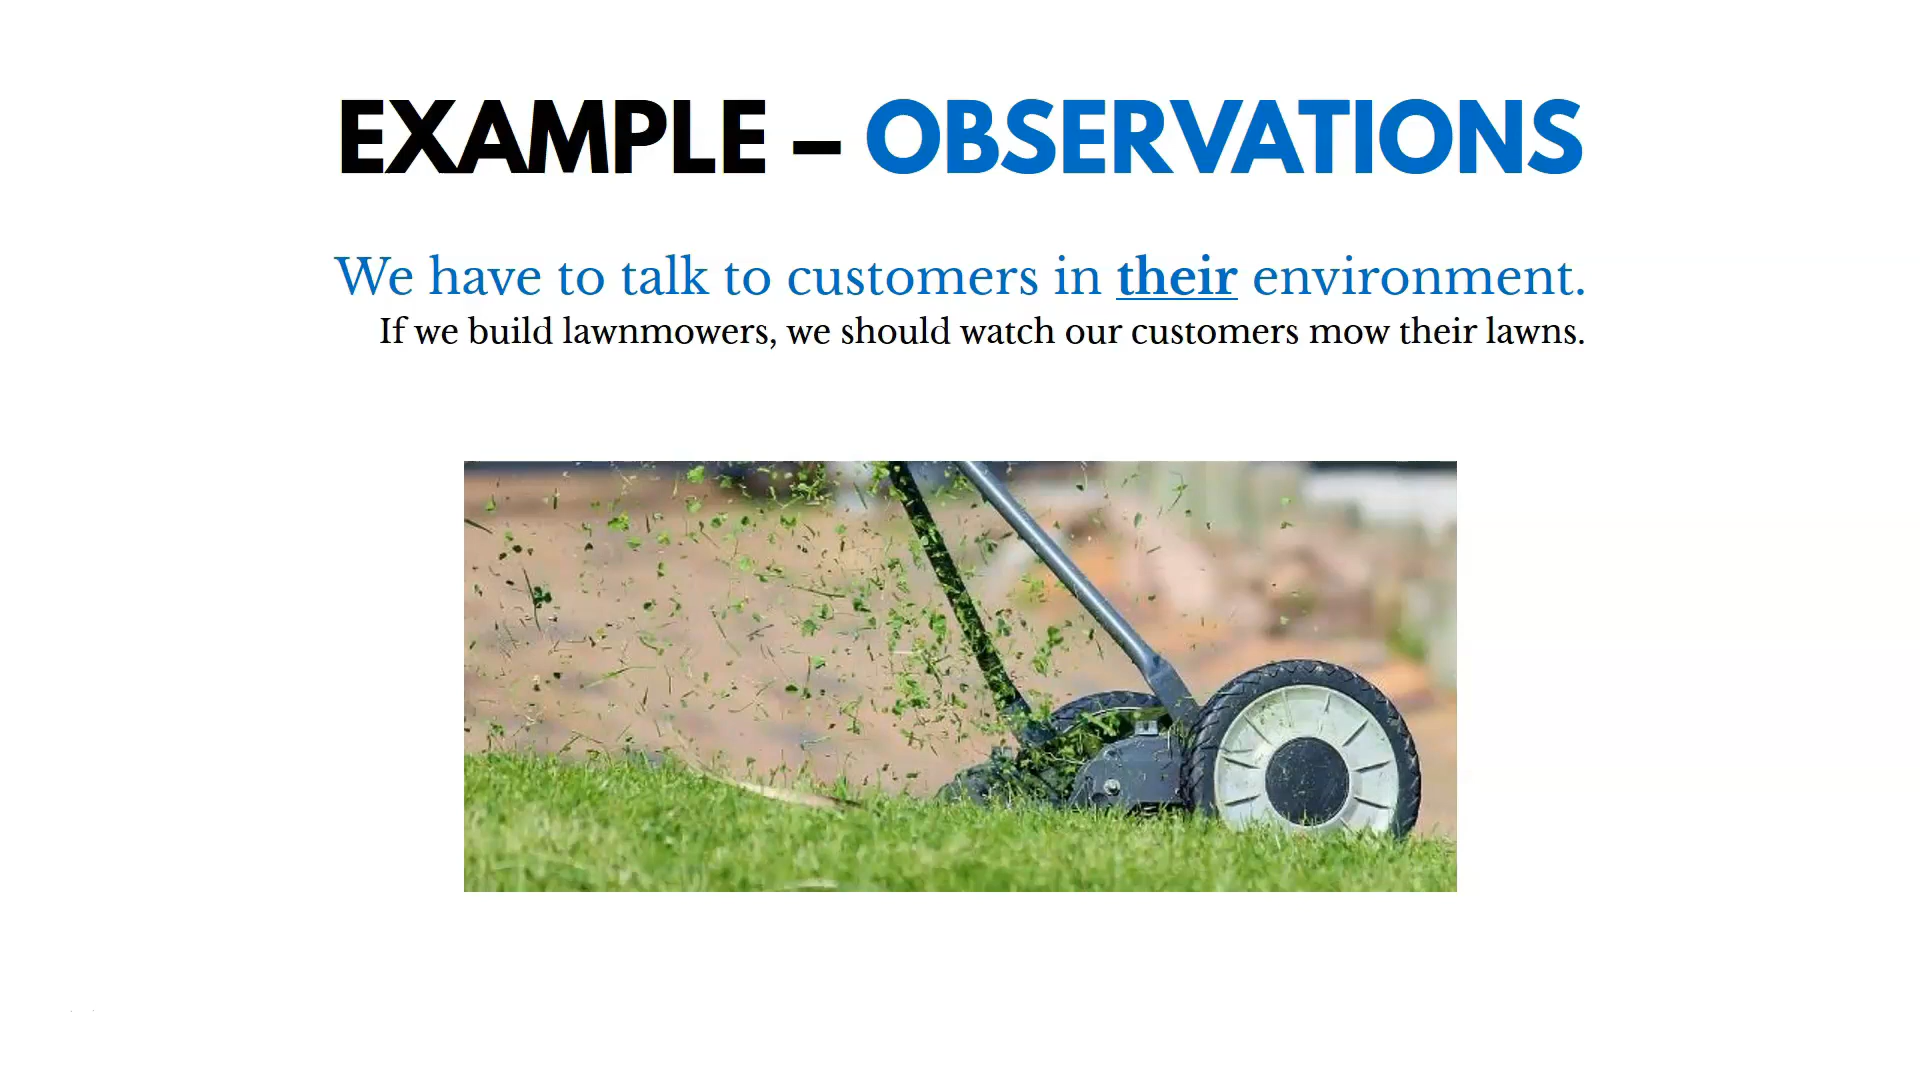 EXAMPLE – OBSERVATIONS
We have to talk to customers in their environment.
If we build lawnmowers, we should watch our customers mow their lawns.